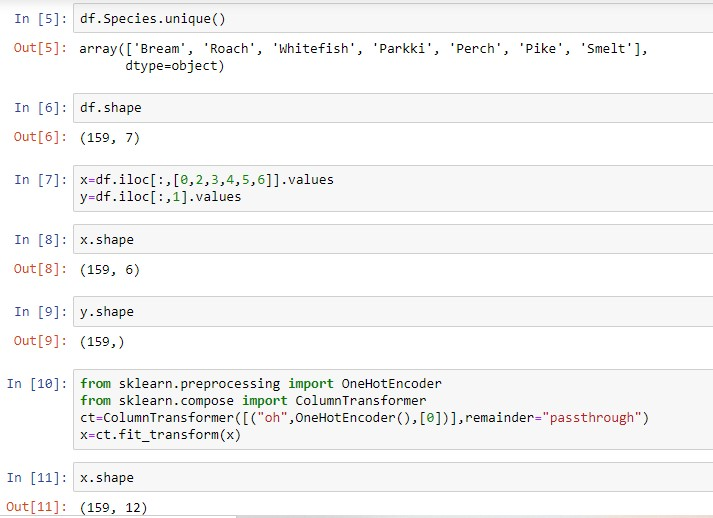 In [5]: df.Species.unique()
Out[5]: array(['Bream', 'Roach', 'Whitefish', 'Parkki', 'Perch', 'Pike', 'Smelt'],
dtype=object)
In [6]: df.shape
Out[6]: (159, 7)
In [7]: x=df.iloc[:,[0,2,3,4,5,6]].values
y=df.iloc[:,1].values
In [8]: x.shape
Out[8]: (159, 6)
In [9]: y.shape
Out[9]: (159,)
In [10]: from sklearn.preprocessing import OneHotEncoder
from sklearn.compose import ColumnTransformer
ct=ColumnTransformer([("oh",OneHotEncoder(),[0])],remainder="passthrough")
x=ct.fit_transform(x)
In [11]: x.shape
Out[11]: (159, 12)